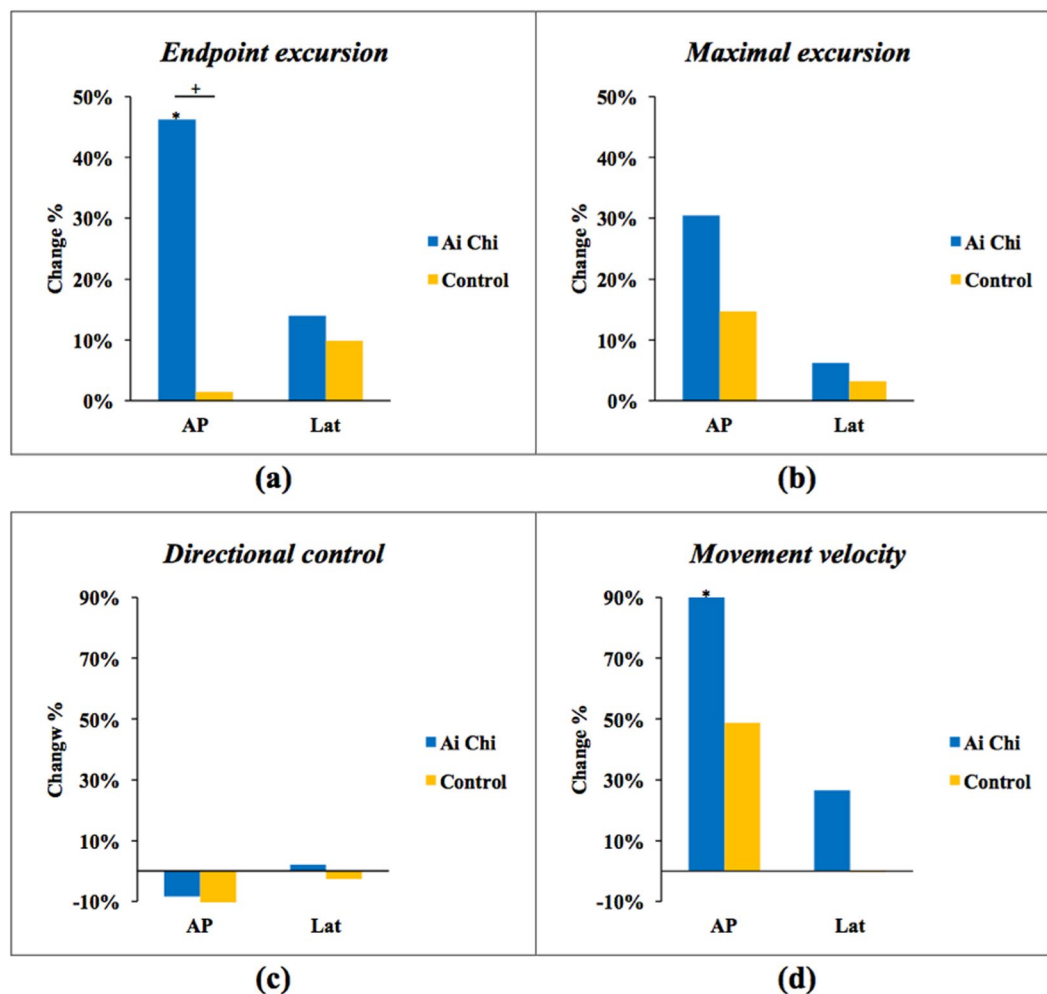 Endpoint excursion
+
50%
*
40%
30%
20%
10%
0%
Change %
AP
Lat
Ai Chi
Control
(a)
Maximal excursion
50%
40%
30%
20%
10%
0%
Change %
AP
Lat
Ai Chi
Control
(b)
Directional control
90%
70%
50%
30%
10%
-10%
Changw %
AP
Lat
Ai Chi
Control
(c)
Movement velocity
90%
*
70%
50%
30%
10%
-10%
Change %
AP
Lat
Ai Chi
Control
(d)